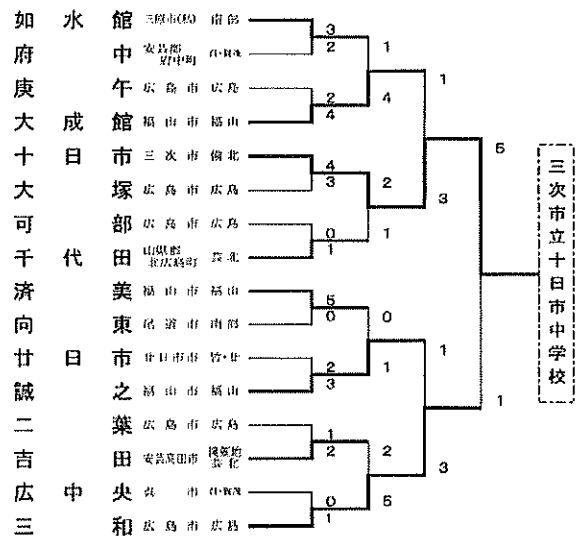 如水館 三原市(私) 南部
府中 安芸郡府中町
庚午 広島市 広島
大成館 福山市 福山
十日市 三次市 備北
大塚 広島市 広島
可部 広島市 広島
千代田 山県郡北広島町 芸北
済美 福山市 福山
向東 尾道市 南部
廿日市 廿日市市 竹・廿
誠之 福山市 福山
二葉 広島市 広島
吉田 安芸高田市 芸北
広中央 呉市
三和 広島市 広島
3
2
1
2
4
4
1
4
3
2
3
0
1
1
5
5
0
0
2
3
1
1
1
2
2
3
0
1
6
1
三次市立十日市中学校